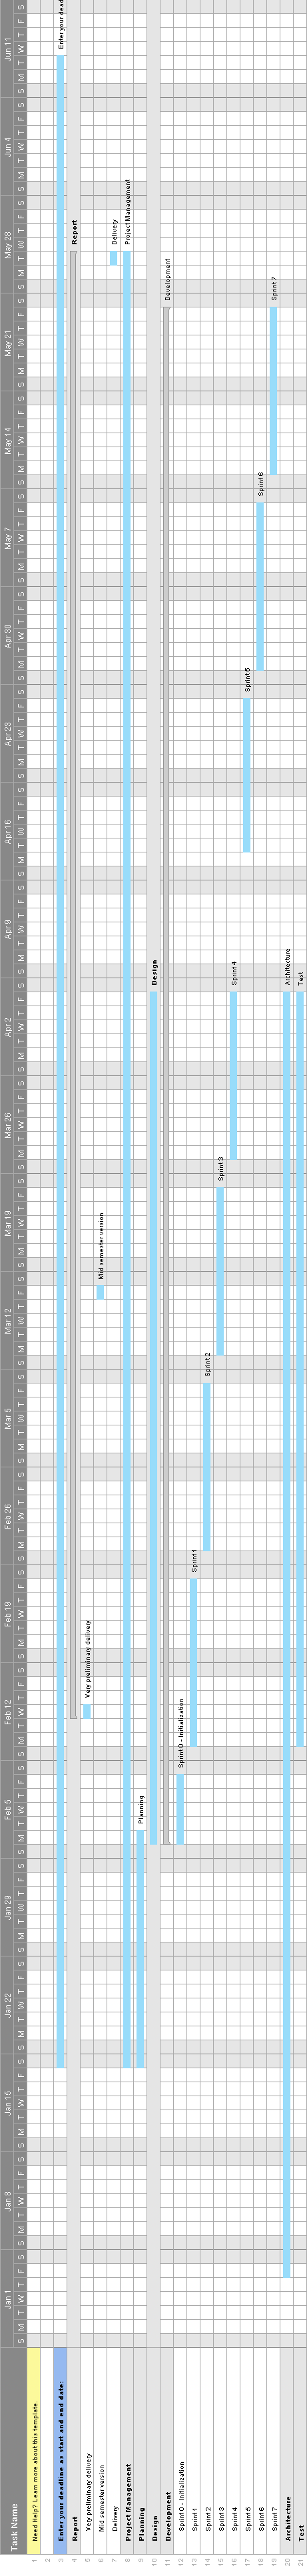 Task Name
Jan 1 Jan 8 Jan 15 Jan 22 Jan 29 Feb 5 Feb 12 Feb 19 Feb 26 Mar 5 Mar 12 Mar 19 Mar 26 Apr 2 Apr 9 Apr 16 Apr 23 Apr 30 May 7 May 14 May 21 May 28 Jun 4 Jun 11
S M T W T F S S M T W T F S S M T W T F S S M T W T F S S M T W T F S S M T W T F S S M T W T F S S M T W T F S S M T W T F S S M T W T F S S M T W T F S S M T W T F S S M T W T F S S M T W T F S S M T W T F S S M T W T F S S M T W T F S S M T W T F S S M T W T F S S M T W T F S S M T W T F S S M T W T F S S M T W T F S
1 Need Help? Learn more about this template.
2
3 Enter your deadline as start and end date: Enter your dead
4 Report Report
5 Very preliminary delivery Very preliminary delivery
6 Mid semester version Mid semester version
7 Delivery Delivery
8 Project Management Project Management
9 Planning Planning
10 Design Design
11 Development Development
12 Sprint 0 - Initialization Sprint 0 - Initialization
13 Sprint 1 Sprint 1
14 Sprint 2 Sprint 2
15 Sprint 3 Sprint 3
16 Sprint 4 Sprint 4
17 Sprint 5 Sprint 5
18 Sprint 6 Sprint 6
19 Sprint 7 Sprint 7
20 Architecture Architecture
21 Test Test